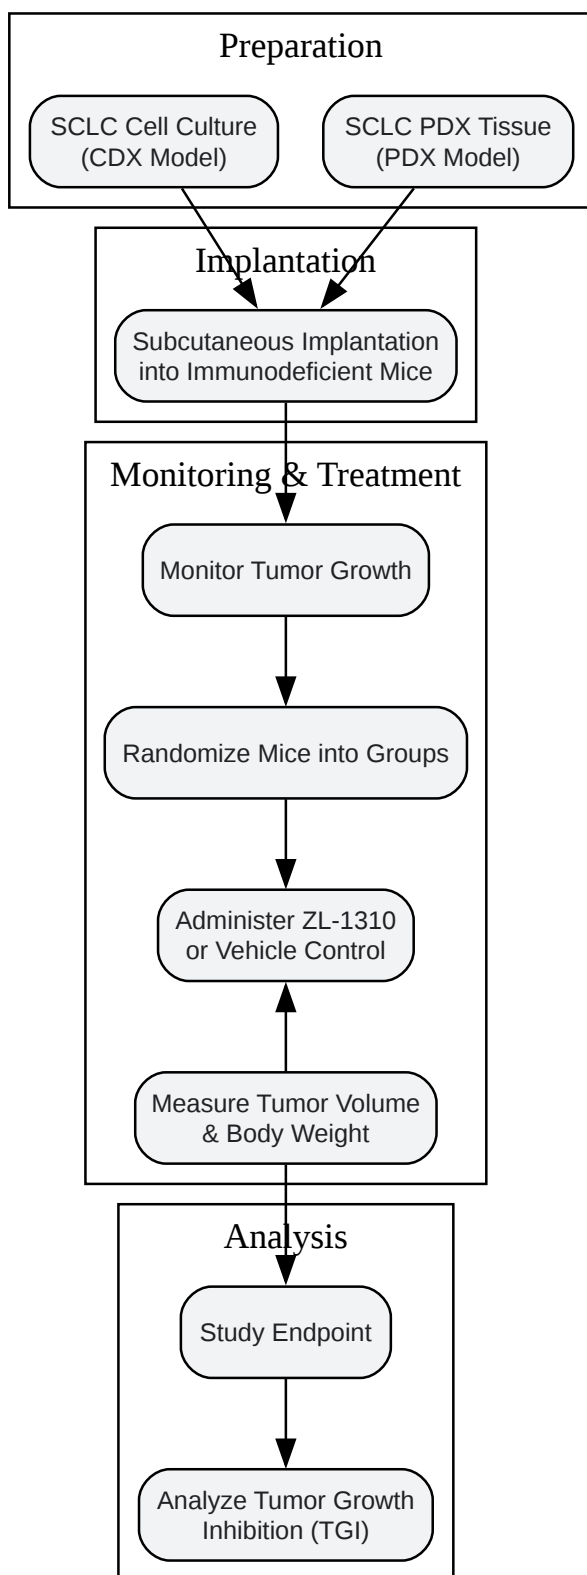 Preparation
SCLC Cell Culture
(CDX Model)
SCLC PDX Tissue
(PDX Model)
Implantation
Subcutaneous Implantation
into Immunodeficient Mice
Monitoring & Treatment
Monitor Tumor Growth
Randomize Mice into Groups
Administer ZL-1310
or Vehicle Control
Measure Tumor Volume
& Body Weight
Analysis
Study Endpoint
Analyze Tumor Growth
Inhibition (TGI)